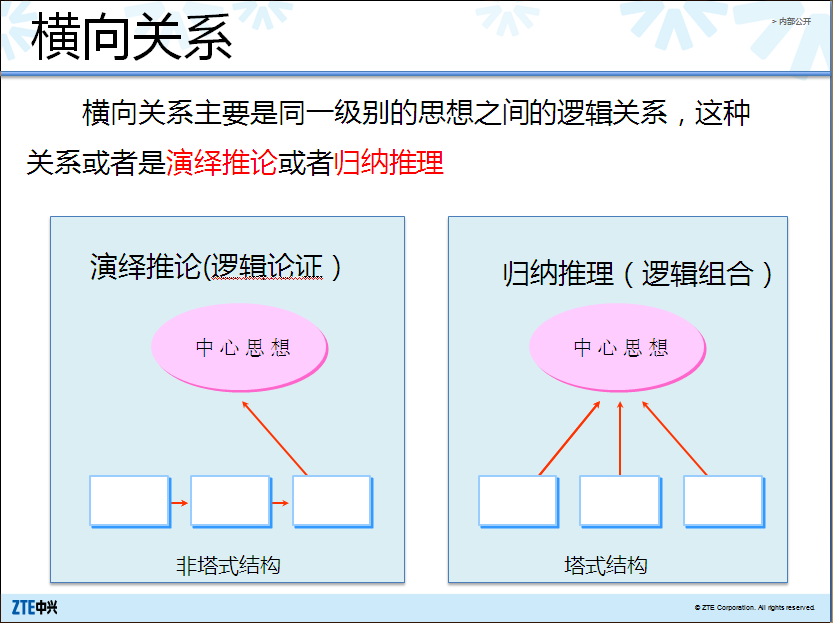 横向关系
> 内部公开
横向关系主要是同一级别的思想之间的逻辑关系，这种
关系或者是演绎推论或者归纳推理
演绎推论(逻辑论证）
中 心 思 想
非塔式结构
归纳推理（逻辑组合）
中 心 思 想
塔式结构
ZTE中兴
© ZTE Corporation. All rights reserved.